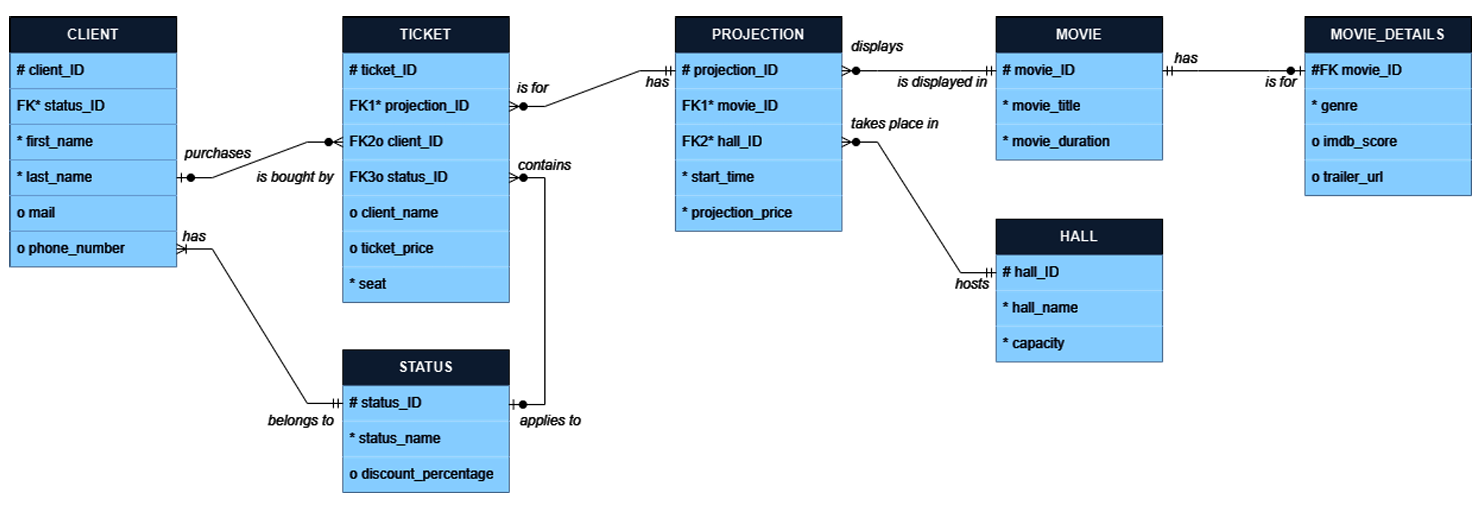 CLIENT
# client_ID
FK* status_ID
* first_name
* last_name
o mail
o phone_number
purchases
is bought by
has
belongs to
TICKET
# ticket_ID
FK1* projection_ID
FK2o client_ID
FK3o status_ID
o client_name
o ticket_price
* seat
is for
has
contains
applies to
STATUS
# status_ID
* status_name
o discount_percentage
PROJECTION
# projection_ID
FK1* movie_ID
FK2* hall_ID
* start_time
* projection_price
displays
is displayed in
takes place in
hosts
MOVIE
# movie_ID
* movie_title
* movie_duration
has
is for
HALL
# hall_ID
* hall_name
* capacity
MOVIE_DETAILS
#FK movie_ID
* genre
o imdb_score
o trailer_url